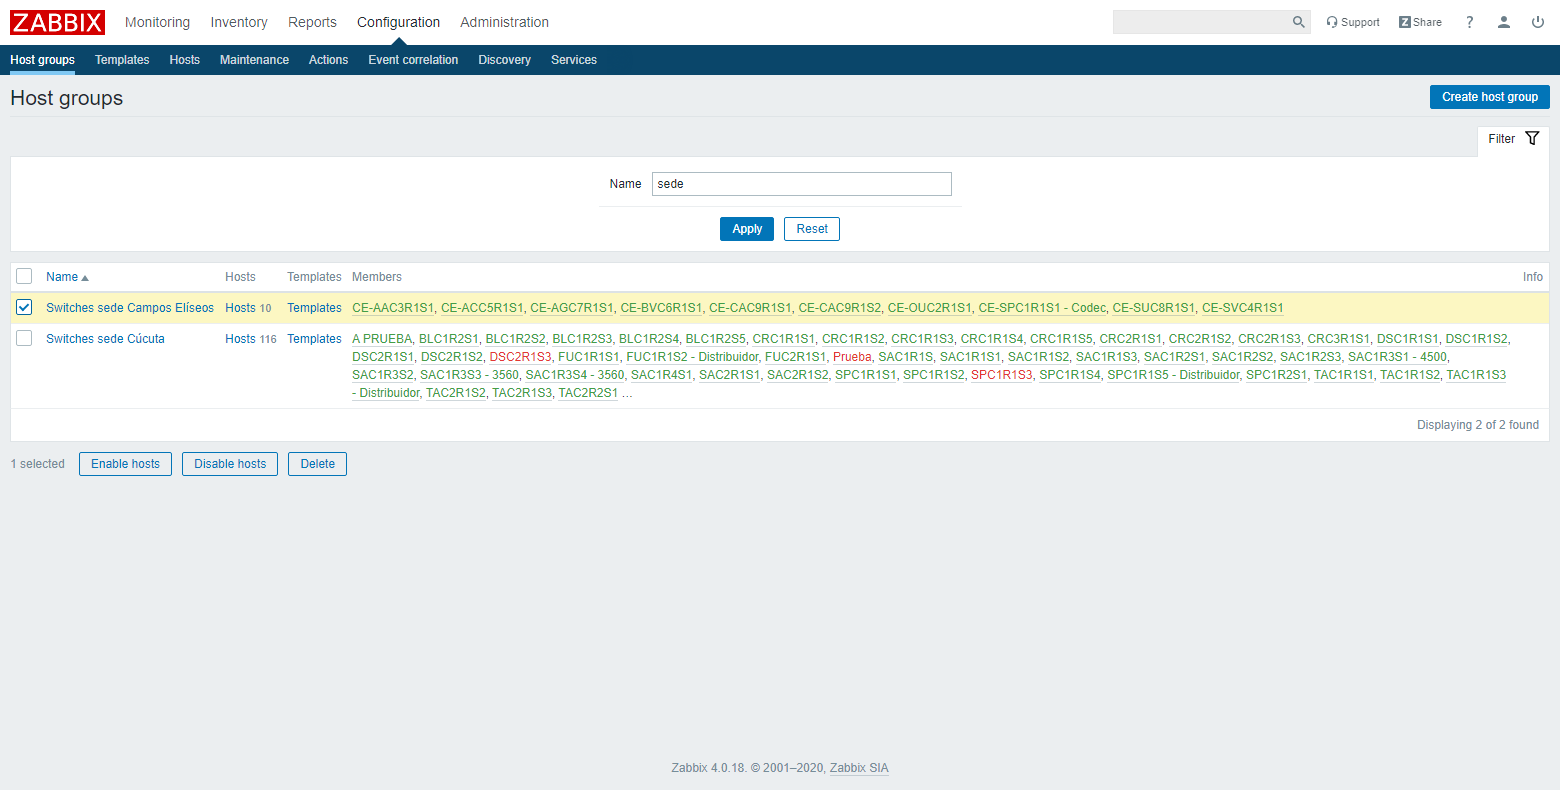 ZABBIX Monitoring Inventory Reports Configuration Administration Support Z Share ?
Host groups Templates Hosts Maintenance Actions Event correlation Discovery Services
Host groups Create host group
Filter
Name sede
Apply Reset
Name Hosts Templates Members Info
Switches sede Campos Elíseos Hosts 10 Templates CE-AAC3R1S1, CE-ACC5R1S1, CE-AGC7R1S1, CE-BVC6R1S1, CE-CAC9R1S1, CE-CAC9R1S2, CE-OUC2R1S1, CE-SPC1R1S1 - Codec, CE-SUC8R1S1, CE-SVC4R1S1
Switches sede Cúcuta Hosts 116 Templates A PRUEBA, BLC1R2S1, BLC1R2S2, BLC1R2S3, BLC1R2S4, BLC1R2S5, CRC1R1S1, CRC1R1S2, CRC1R1S3, CRC1R1S4, CRC1R1S5, CRC2R1S1, CRC2R1S2, CRC2R1S3, CRC3R1S1, DSC1R1S1, DSC1R1S2,
DSC2R1S1, DSC2R1S2, DSC2R1S3, FUC1R1S1, FUC1R1S2 - Distribuidor, FUC2R1S1, Prueba, SAC1R1S, SAC1R1S1, SAC1R1S2, SAC1R1S3, SAC1R2S1, SAC1R2S2, SAC1R2S3, SAC1R3S1 - 4500,
SAC1R3S2, SAC1R3S3 - 3560, SAC1R3S4 - 3560, SAC1R4S1, SAC2R1S1, SAC2R1S2, SPC1R1S1, SPC1R1S2, SPC1R1S3, SPC1R1S4, SPC1R1S5 - Distribuidor, SPC1R2S1, TAC1R1S1, TAC1R1S2, TAC1R1S3
- Distribuidor, TAC2R1S2, TAC2R1S3, TAC2R2S1 …
Displaying 2 of 2 found
1 selected Enable hosts Disable hosts Delete
Zabbix 4.0.18. © 2001–2020, Zabbix SIA